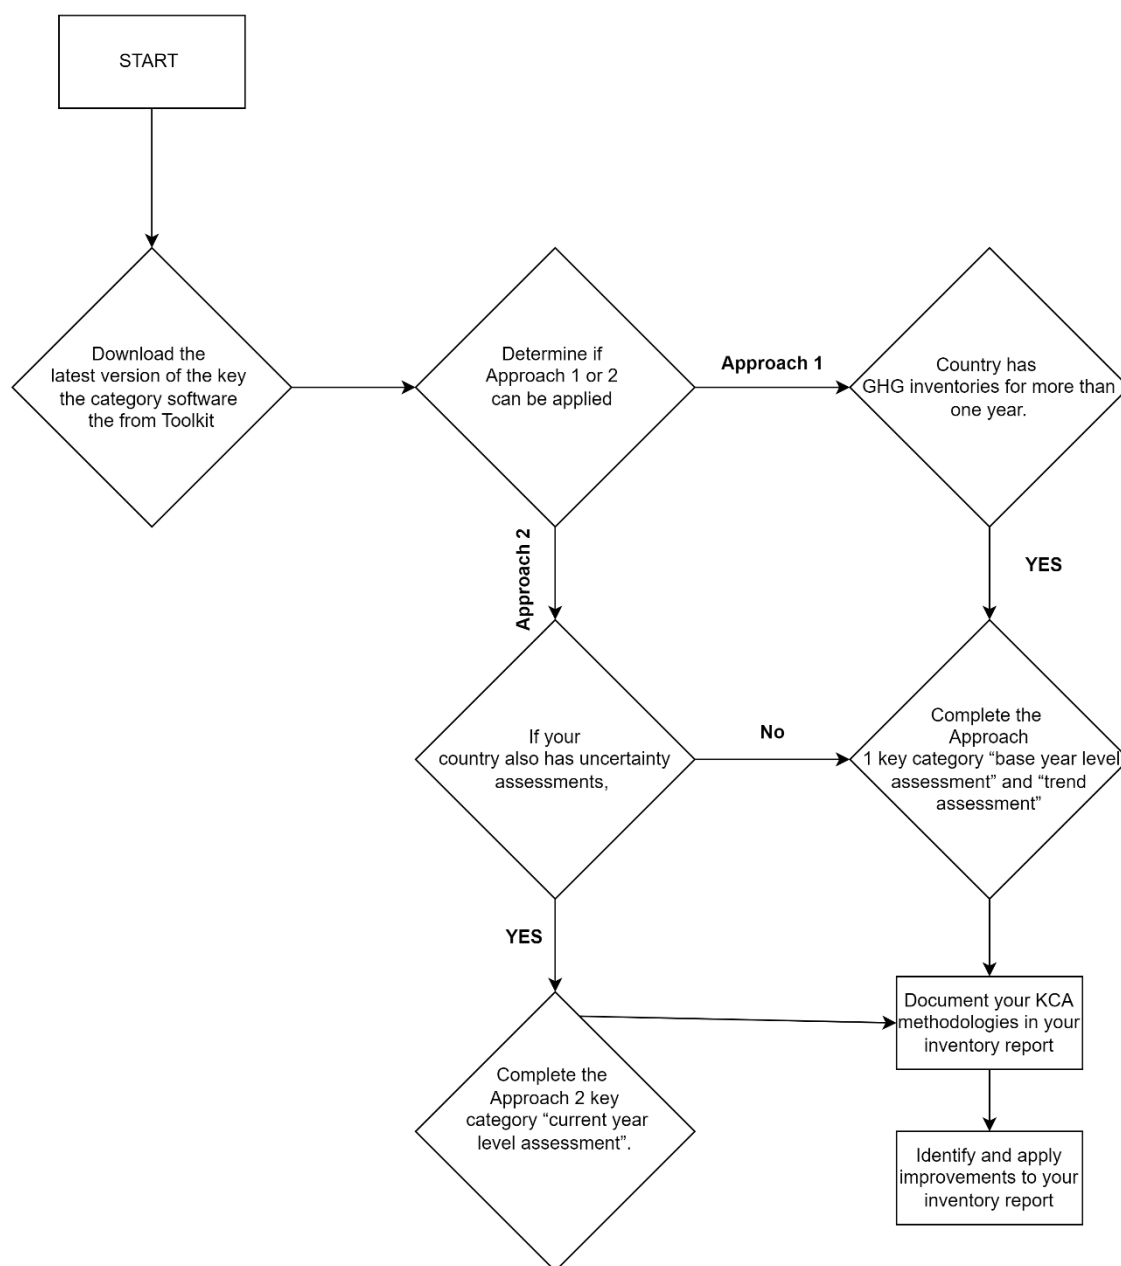 START
Download the
latest version of the key
the category software
the from Toolkit
Determine if
Approach 1 or 2
can be applied
Approach 1
Country has
GHG inventories for more than
one year.
Approach 2
YES
If your
country also has uncertainty
assessments,
No
Complete the
Approach
1 key category “base year level
assessment” and “trend
assessment”
YES
Document your KCA
methodologies in your
inventory report
Complete the
Approach 2 key
category “current year
level assessment”.
Identify and apply
improvements to your
inventory report